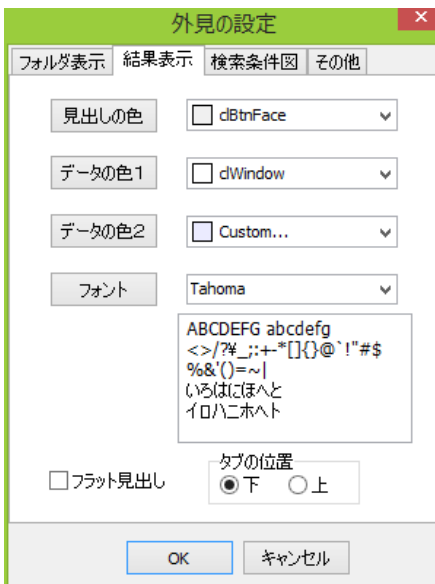 外見の設定
フォルダ表示 結果表示 検索条件図 その他
見出しの色 clBtnFace
データの色1 clWindow
データの色2 Custom...
フォント Tahoma
ABCDEFG abcdefg
<>/?¥_;:+-*[]{}@`!"#$
%&'()=~|
いろはにほへと
イロハニホヘト
タブの位置
フラット見出し 下 上
OK キャンセル